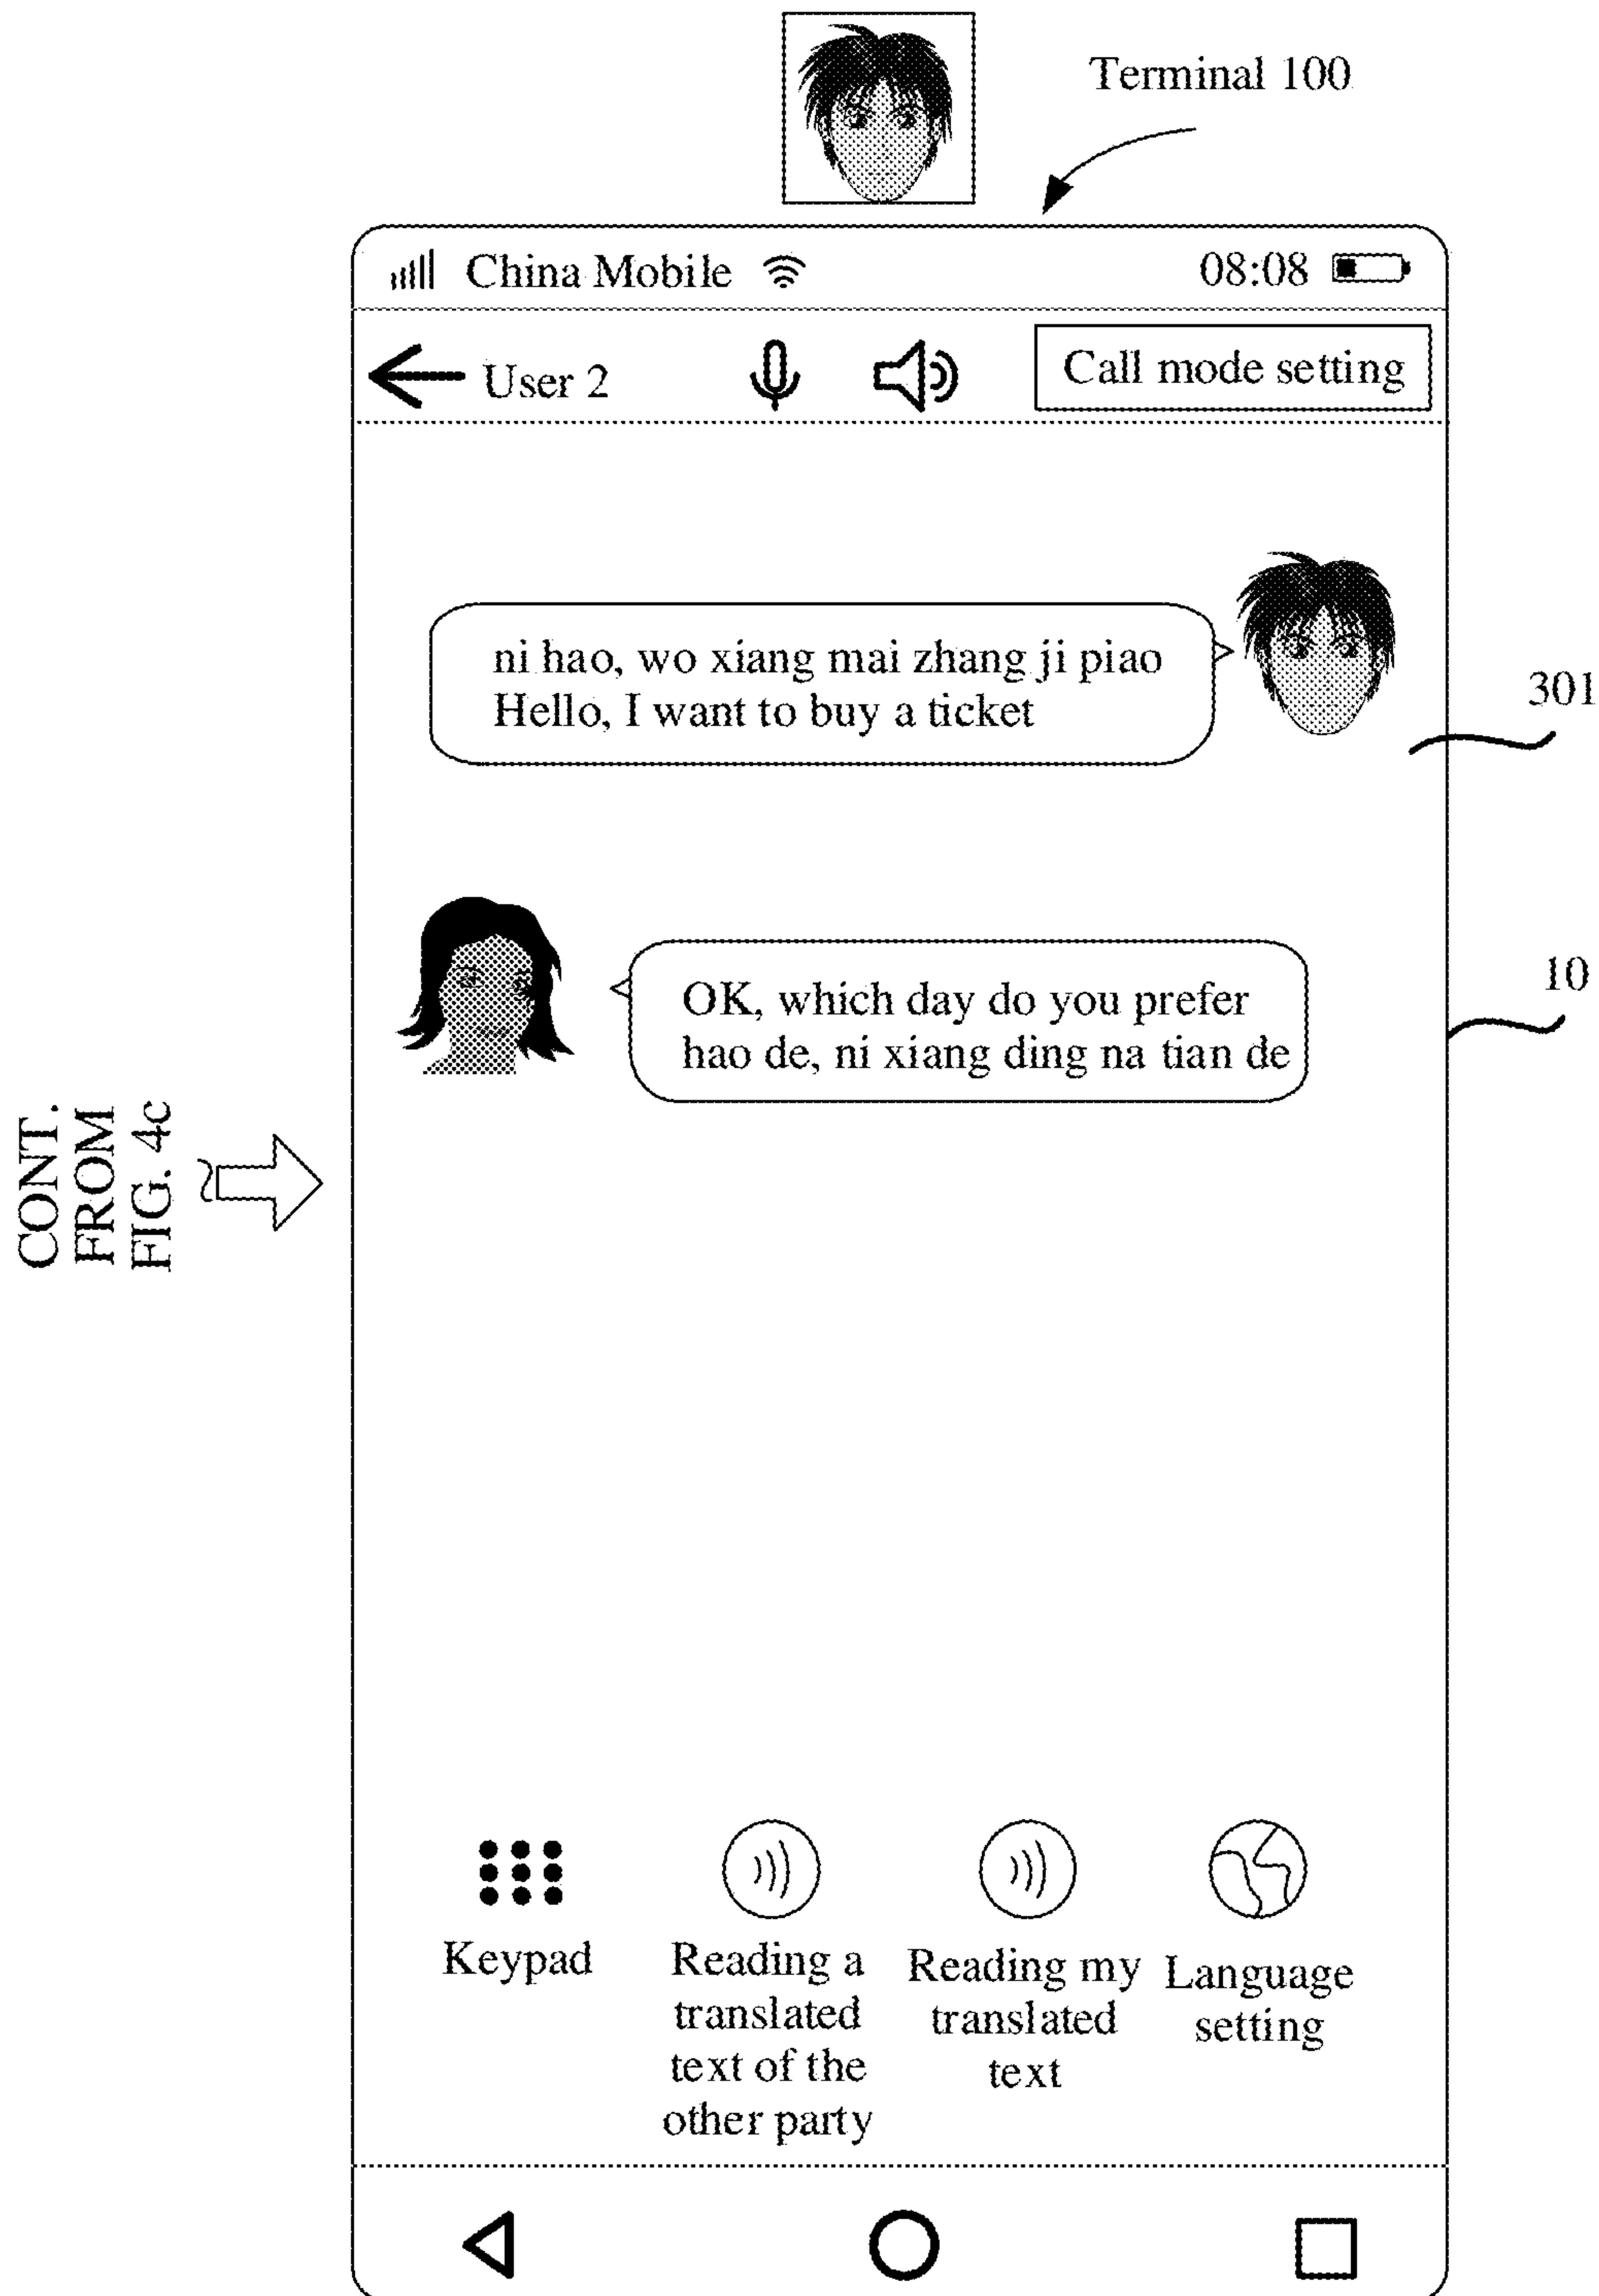 Terminal 100
China Mobile 08:08
User 2
Call mode setting
ni hao, wo xiang mai zhang ji piao
Hello, I want to buy a ticket
301
OK, which day do you prefer
hao de, ni xiang ding na tian de
10
CONT.
FROM
FIG. 4c
Keypad
Reading a
translated
text of the
other party
Reading my
translated
text
Language
setting